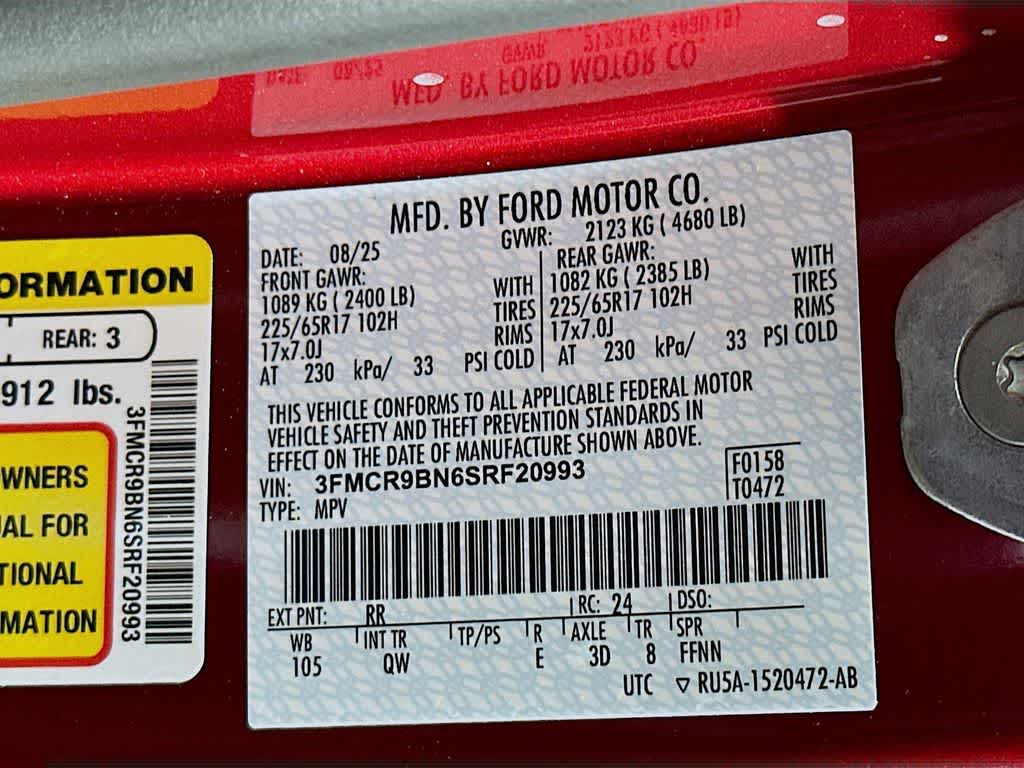 MFD. BY FORD MOTOR CO.
DATE: 08/25 GVWR: 2123 KG ( 4680 LB)
FRONT GAWR: WITH REAR GAWR: WITH
1089 KG ( 2400 LB) TIRES 1082 KG ( 2385 LB) TIRES
225/65R17 102H RIMS 225/65R17 102H RIMS
17x7.0J 17x7.0J
AT 230 kPa/ 33 PSI COLD AT 230 kPa/ 33 PSI COLD
THIS VEHICLE CONFORMS TO ALL APPLICABLE FEDERAL MOTOR
VEHICLE SAFETY AND THEFT PREVENTION STANDARDS IN
EFFECT ON THE DATE OF MANUFACTURE SHOWN ABOVE.
VIN: 3FMCR9BN6SRF20993
TYPE: MPV
F0158
T0472
EXT PNT: RR RC: 24 DSO:
WB INT TR TP/PS R AXLE TR SPR
105 QW E 3D 8 FFNN
UTC ▽ RU5A-1520472-AB
ORMATION
REAR: 3
912 lbs.
3FMCR9BN6SRF20993
WNERS
AL FOR
TIONAL
MATION